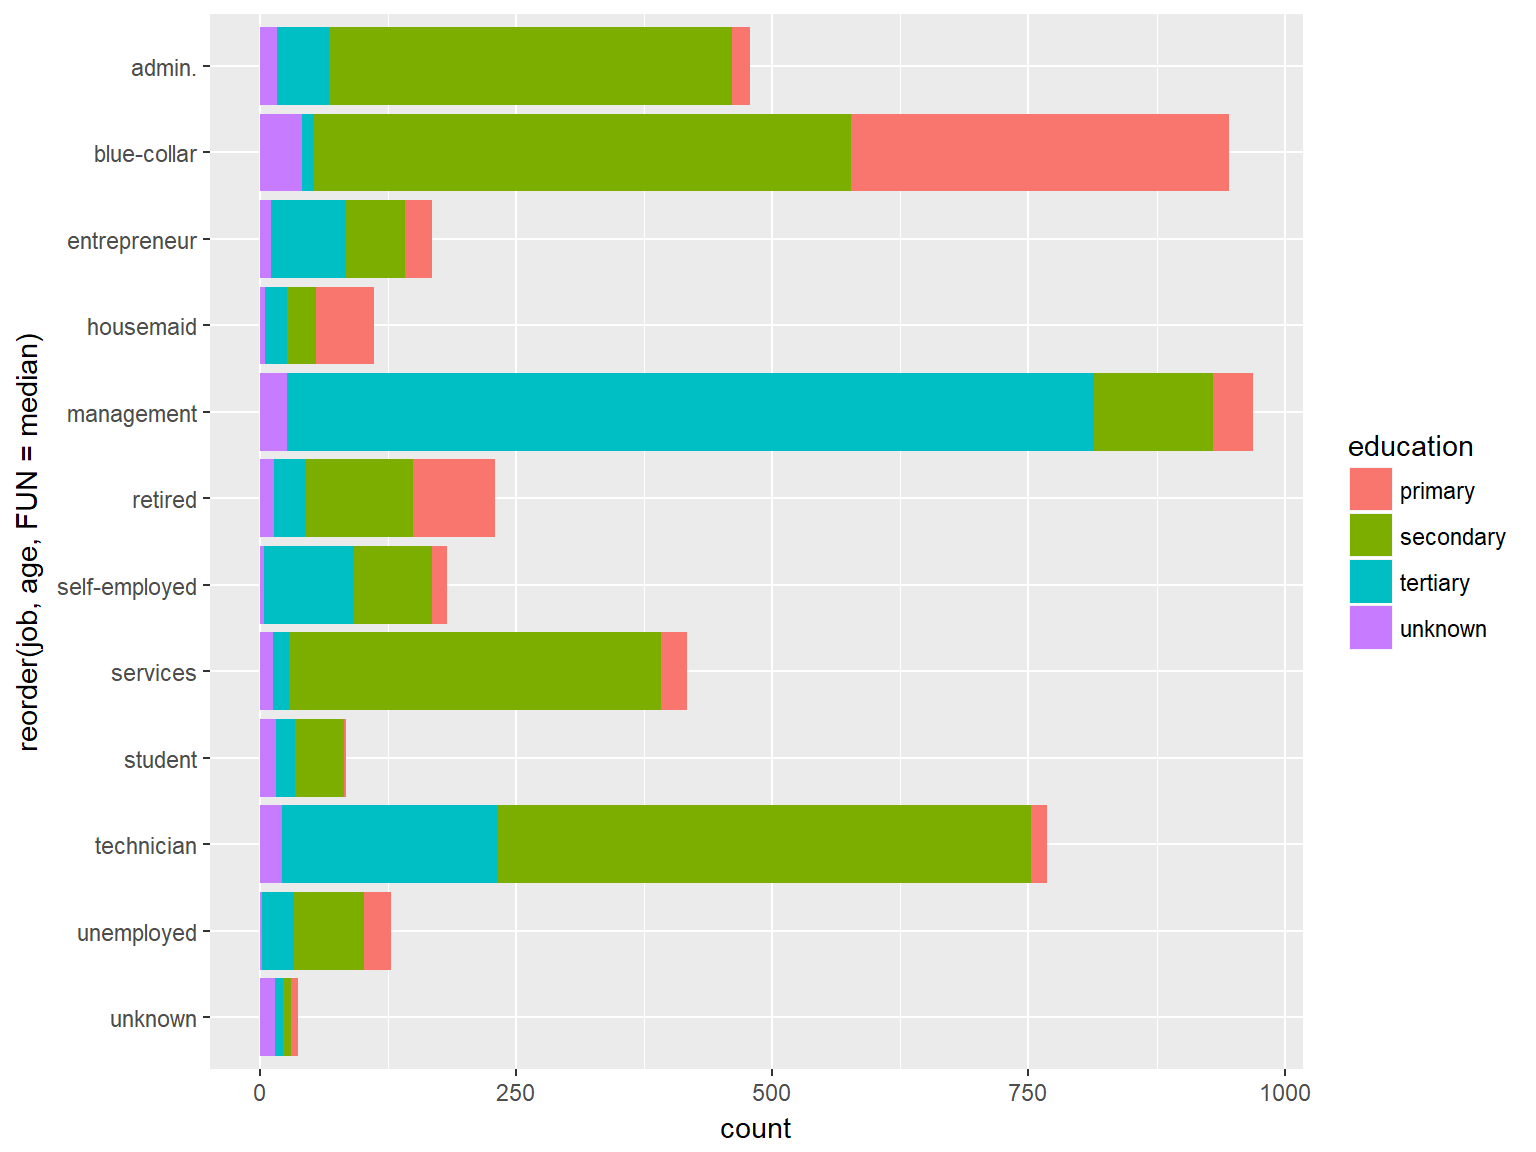 reorder(job, age, FUN = median)
admin.
blue-collar
entrepreneur
housemaid
management
retired
self-employed
services
student
technician
unemployed
unknown
0 250 500 750 1000
count
education
primary
secondary
tertiary
unknown